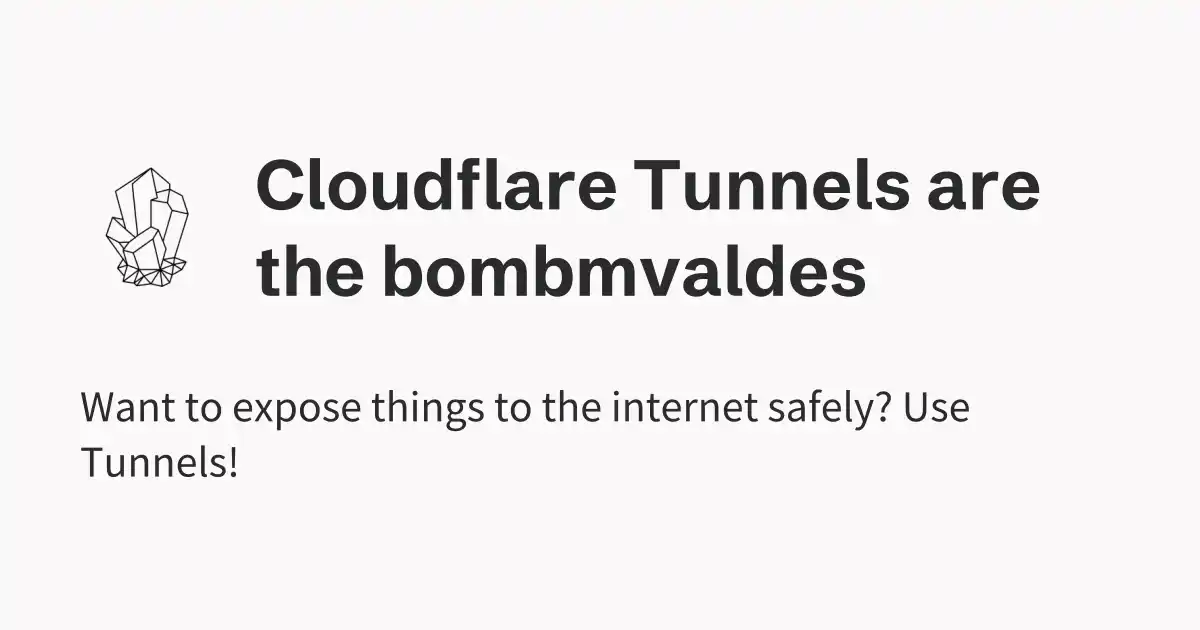 Cloudflare Tunnels are
the bombmvaldes
Want to expose things to the internet safely? Use
Tunnels!